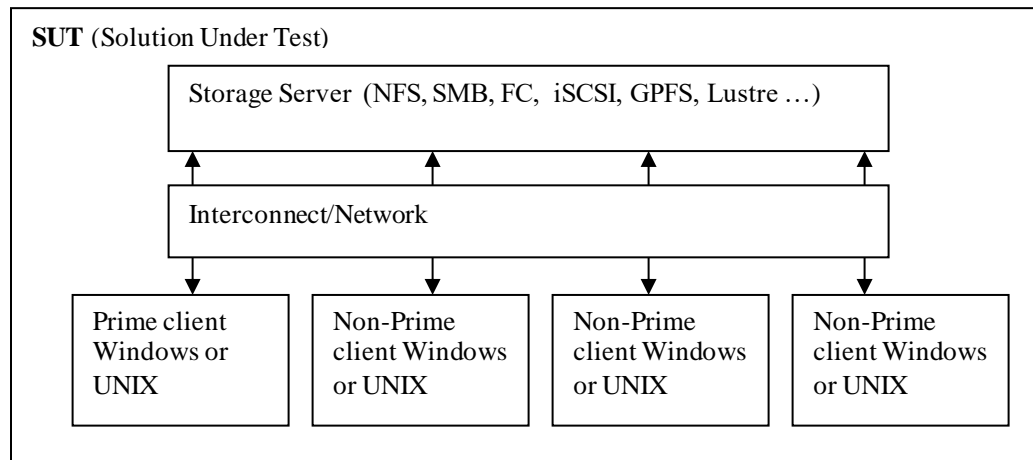 SUT (Solution Under Test)
Storage Server (NFS, SMB, FC, iSCSI, GPFS, Lustre …)
Interconnect/Network
Prime client
Windows or
UNIX
Non-Prime
client Windows
or UNIX
Non-Prime
client Windows
or UNIX
Non-Prime
client Windows
or UNIX